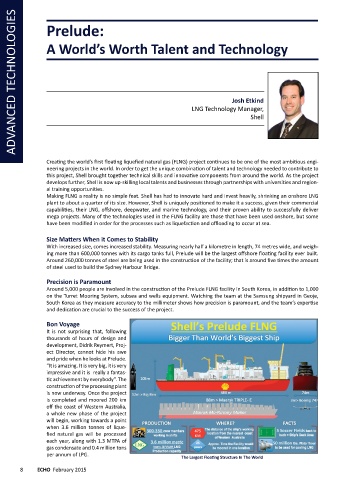 ADVANCED TECHNOLOGIES
Prelude:
A World's Worth Talent and Technology
Josh Etkind
LNG Technology Manager,
Shell
Creating the world's first floating liquefied natural gas (FLNG) project continues to be one of the most ambitious engi-
neering projects in the world. In order to get the unique combination of talent and technology needed to contribute to
this project, Shell brought together technical skills and innovative components from around the world. As the project
develops further, Shell is now up-skilling local talents and businesses through partnerships with universities and region-
al training opportunities.
Making FLNG a reality is no simple feat. Shell has had to innovate hard and invest heavily, shrinking an onshore LNG
plant to about a quarter of its size. However, Shell is uniquely positioned to make it a success, given their commercial
capabilities, their LNG, offshore, deepwater, and marine technology, and their proven ability to successfully deliver
mega projects. Many of the technologies used in the FLNG facility are those that have been used onshore, but some
have been modified in order for the processes such as liquefaction and offloading to occur at sea.
Size Matters When it Comes to Stability
With increased size, comes increased stability. Measuring nearly half a kilometre in length, 74 metres wide, and weigh-
ing more than 600,000 tonnes with its cargo tanks full, Prelude will be the largest offshore floating facility ever built.
Around 260,000 tonnes of steel are being used in the construction of the facility; that is around five times the amount
of steel used to build the Sydney Harbour Bridge.
Precision is Paramount
Around 5,000 people are involved in the construction of the Prelude FLNG facility in South Korea, in addition to 1,000
on the Turret Mooring System, subsea and wells equipment. Watching the team at the Samsung shipyard in Geoje,
South Korea as they measure accuracy to the millimeter shows how precision is paramount, and the team's expertise
and dedication are crucial to the success of the project.
Bon Voyage
It is not surprising that, following
thousands of hours of design and
development, Didrik Reymert, Proj-
ect Director, cannot hide his awe
and pride when he looks at Prelude.
"It is amazing. It is very big, it is very
impressive and it is really a fantas-
tic achievement by everybody". The
construction of the processing plant
is now underway. Once the project
is completed and moored 200 km
off the coast of Western Australia,
a whole new phase of the project
will begin, working towards a point
when 3.6 million tonnes of lique-
fied natural gas will be processed
each year, along with 1.3 MTPA of
gas condensate and 0.4 million tons
per annum of LPG.
Shell's Prelude FLNG
Bigger Than World's Biggest Ship
PRODUCTION
WHERE?
FACTS
The Largest Floating Structure in The World
8 ECHO February 2015